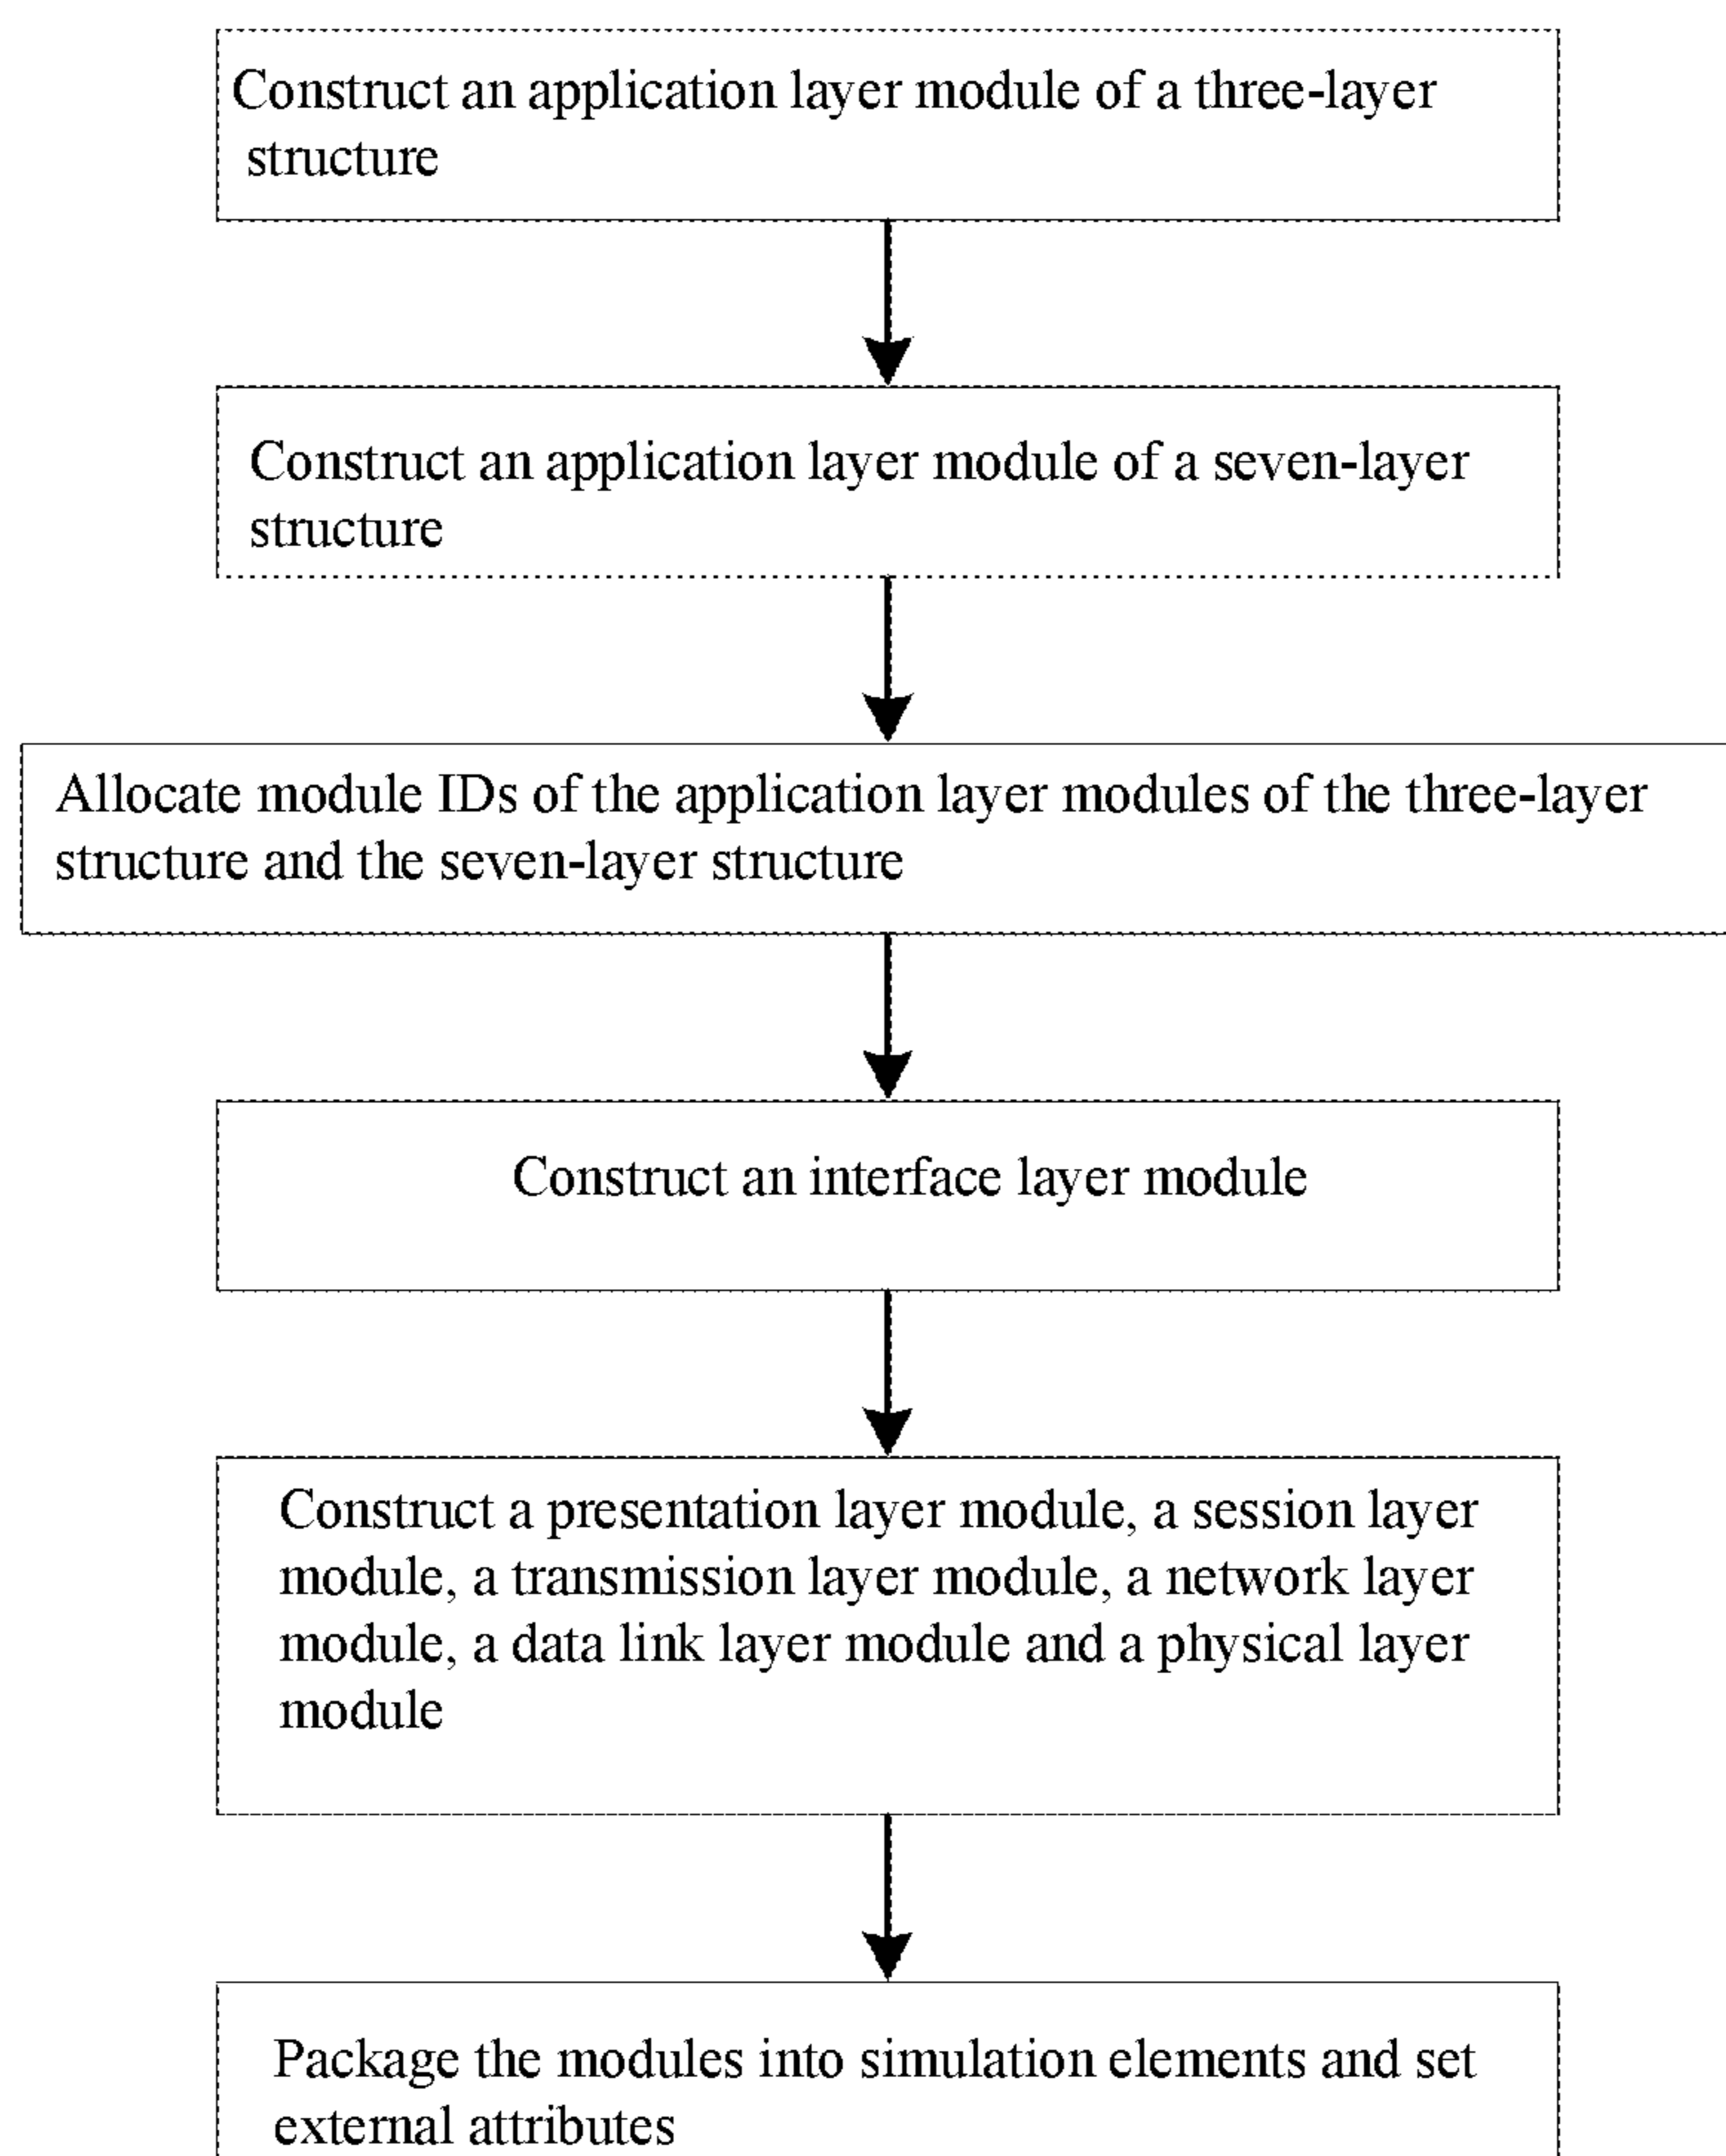 Construct an application layer module of a three-layer
structure
Construct an application layer module of a seven-layer
structure
Allocate module IDs of the application layer modules of the three-layer
structure and the seven-layer structure
Construct an interface layer module
Construct a presentation layer module, a session layer
module, a transmission layer module, a network layer
module, a data link layer module and a physical layer
module
Package the modules into simulation elements and set
external attributes